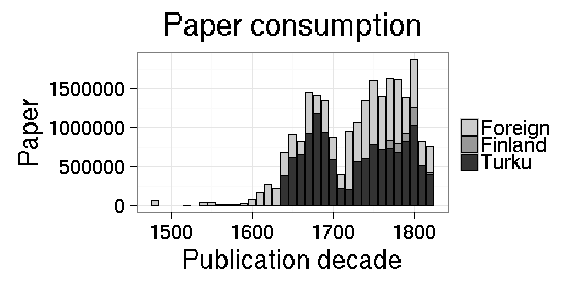 Paper consumption
Paper
1500000
1000000
500000
0
1500
1600
1700
1800
Publication decade
Foreign
Finland
Turku